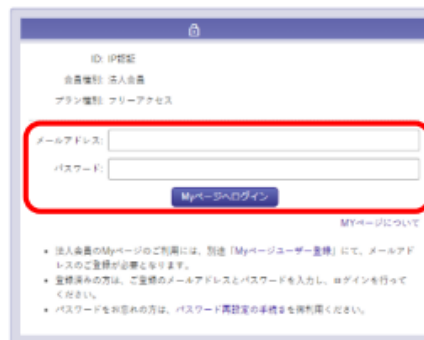 ID: IP認証
会員種別: 法人会員
プラン種別: フリーアクセス
メールアドレス:
パスワード:
Myページへログイン
MYページについて
• 法人会員のMyページのご利用には、別途「Myページユーザー登録」にて、メールアド
レスのご登録が必要となります。
• 登録済みの方は、ご登録のメールアドレスとパスワードを入力し、ログインを行って
ください。
• パスワードをお忘れの方は、パスワード再設定の手続きを御利用ください。